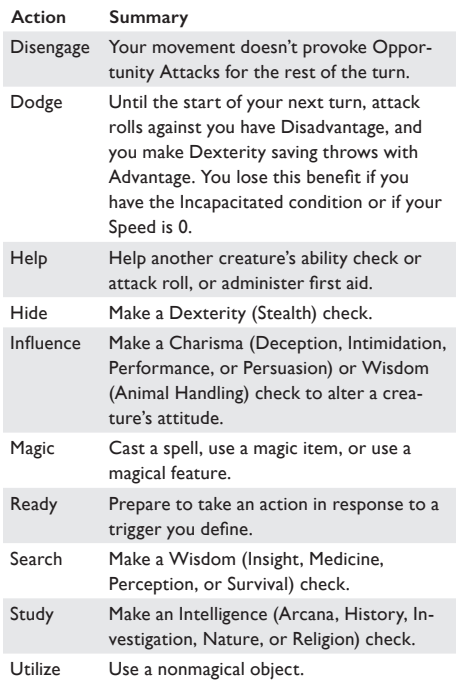 Action Summary
Disengage Your movement doesn't provoke Oppor-
tunity Attacks for the rest of the turn.
Dodge Until the start of your next turn, attack
rolls against you have Disadvantage, and
you make Dexterity saving throws with
Advantage. You lose this benefit if you
have the Incapacitated condition or if your
Speed is 0.
Help Help another creature's ability check or
attack roll, or administer first aid.
Hide Make a Dexterity (Stealth) check.
Influence Make a Charisma (Deception, Intimidation,
Performance, or Persuasion) or Wisdom
(Animal Handling) check to alter a crea-
ture's attitude.
Magic Cast a spell, use a magic item, or use a
magical feature.
Ready Prepare to take an action in response to a
trigger you define.
Search Make a Wisdom (Insight, Medicine,
Perception, or Survival) check.
Study Make an Intelligence (Arcana, History, In-
vestigation, Nature, or Religion) check.
Utilize Use a nonmagical object.